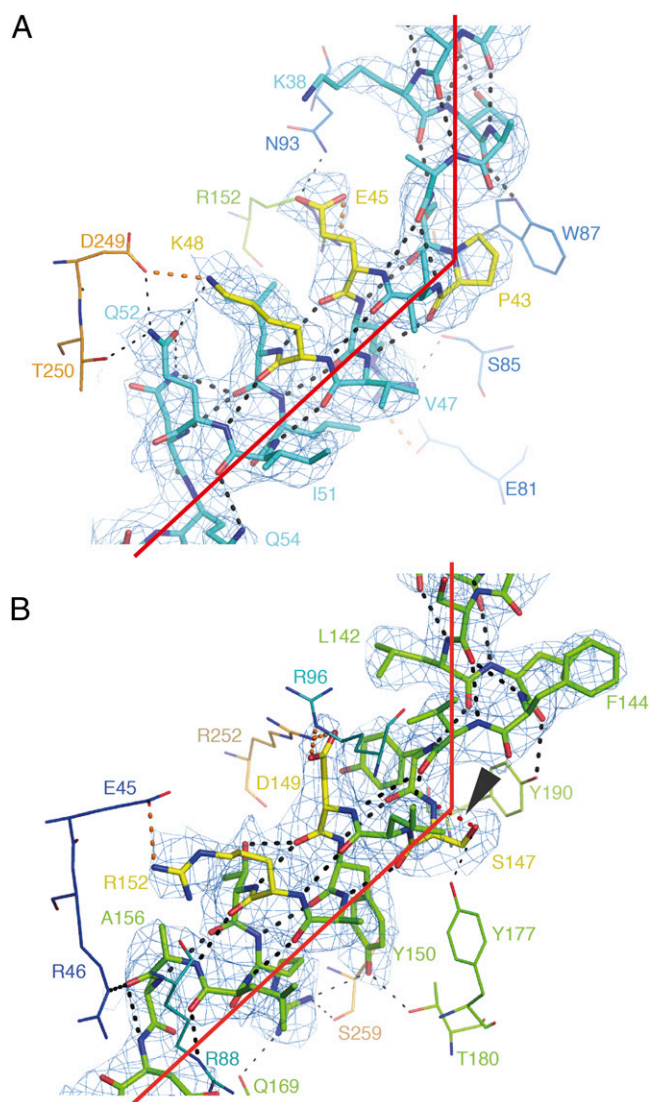 A
K38
N93
R152
E45
D249
K48
W87
Q52
P43
T250
S85
V47
I51
E81
Q54
B
L142
R96
F144
R252
D149
E45
Y190
R152
S147
A156
Y177
Y150
R46
S259
T180
R88
Q169